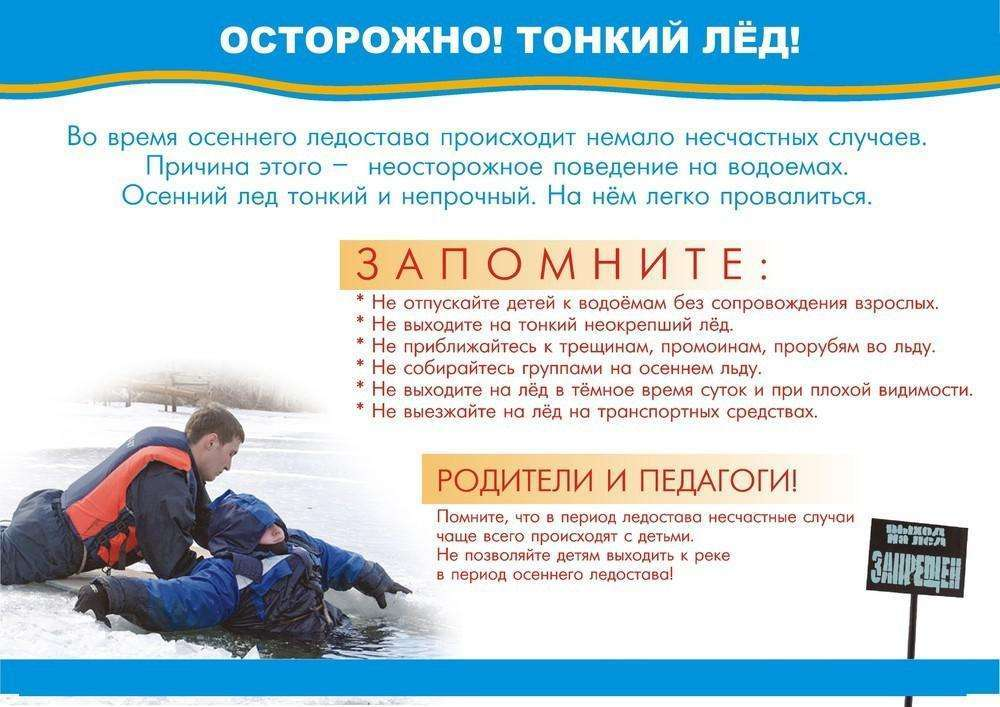 ОСТОРОЖНО! ТОНКИЙ ЛЁД!
Во время осеннего ледостава происходит немало несчастных случаев.
Причина этого – неосторожное поведение на водоемах.
Осенний лед тонкий и непрочный. На нём легко провалиться.
ЗАПОМНИТЕ:
* Не отпускайте детей к водоёмам без сопровождения взрослых.
* Не выходите на тонкий неокрепший лёд.
* Не приближайтесь к трещинам, промоинам, прорубям во льду.
* Не собирайтесь группами на осеннем льду.
* Не выходите на лёд в тёмное время суток и при плохой видимости.
* Не выезжайте на лёд на транспортных средствах.
РОДИТЕЛИ И ПЕДАГОГИ!
Помните, что в период ледостава несчастные случаи
чаще всего происходят с детьми.
Не позволяйте детям выходить к реке
в период осеннего ледостава!
ВЫХОД
НА ЛЕД
ЗАПРЕЩЕН